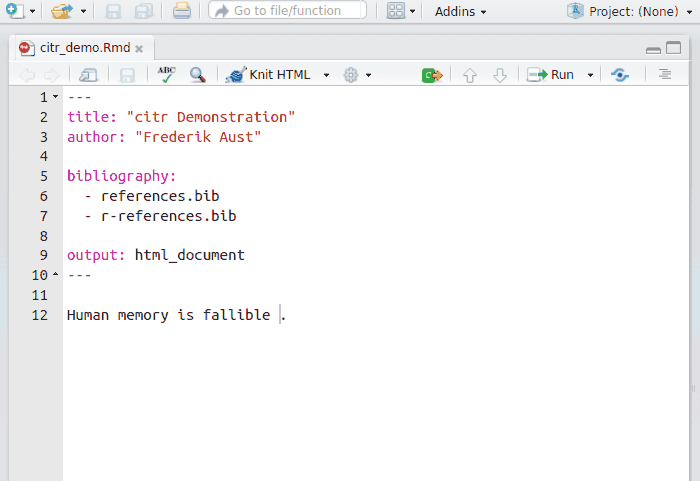 Go to file/function
Addins
Project: (None)
citr_demo.Rmd
ABC
Knit HTML
C
Run
1 ---
2 title: "citr Demonstration"
3 author: "Frederik Aust"
4
5 bibliography:
6   - references.bib
7   - r-references.bib
8
9 output: html_document
10 ---
11
12 Human memory is fallible .